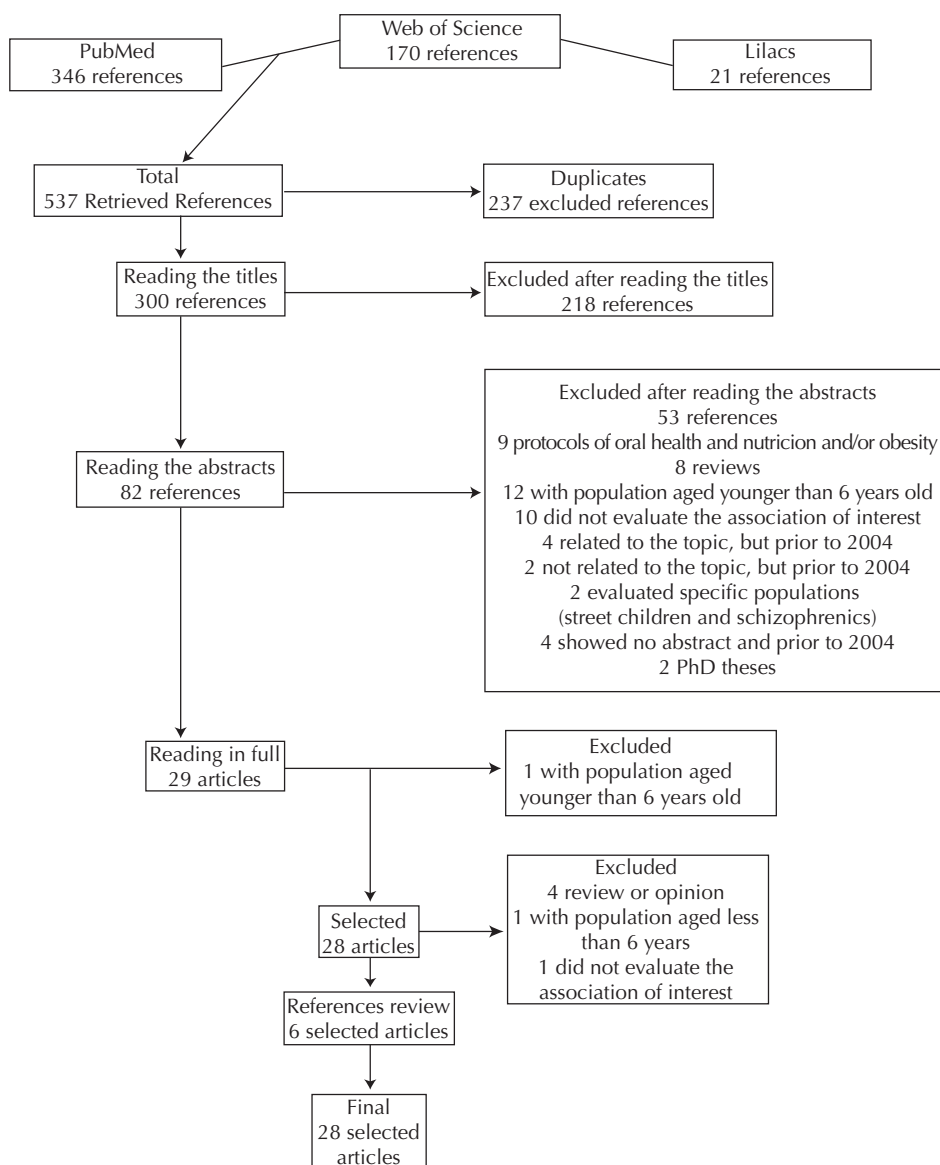 Web of Science
170 references
PubMed
346 references
Lilacs
21 references
Total
537 Retrieved References
Duplicates
237 excluded references
Reading the titles
300 references
Excluded after reading the titles
218 references
Reading the abstracts
82 references
Excluded after reading the abstracts
53 references
9 protocols of oral health and nutricion and/or obesity
8 reviews
12 with population aged younger than 6 years old
10 did not evaluate the association of interest
4 related to the topic, but prior to 2004
2 not related to the topic, but prior to 2004
2 evaluated specific populations
(street children and schizophrenics)
4 showed no abstract and prior to 2004
2 PhD theses
Reading in full
29 articles
Excluded
1 with population aged
younger than 6 years old
Selected
28 articles
Excluded
4 review or opinion
1 with population aged less
than 6 years
1 did not evaluate the
association of interest
References review
6 selected articles
Final
28 selected
articles